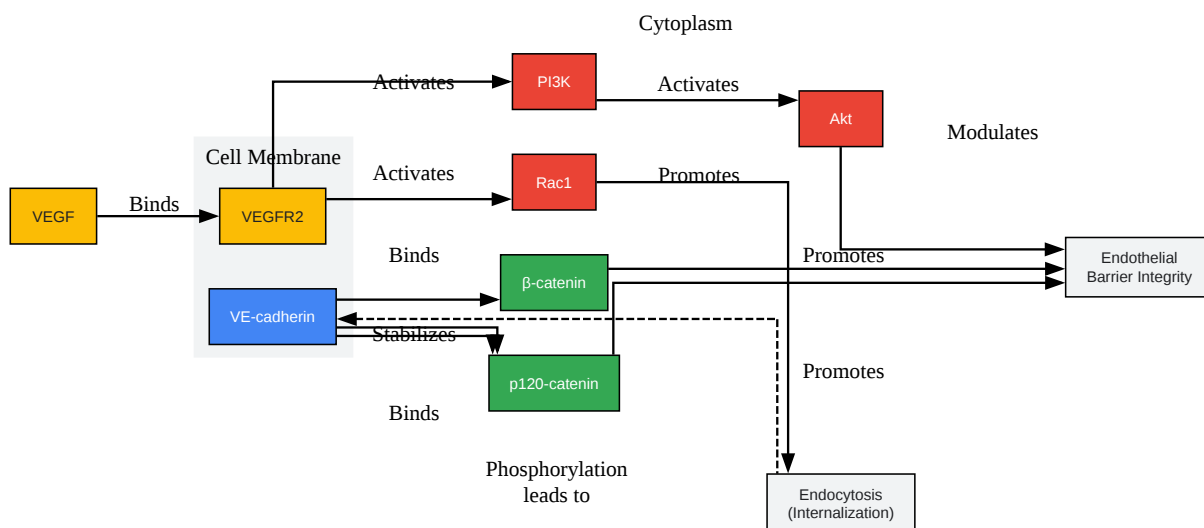 Cytoplasm
Activates
PI3K
Activates
Akt
Modulates
Cell Membrane
Activates
Rac1
Promotes
VEGF
Binds
VEGFR2
Binds
β-catenin
Promotes
Endothelial
Barrier Integrity
VE-cadherin
Stabilizes
p120-catenin
Promotes
Binds
Phosphorylation
leads to
Endocytosis
(Internalization)